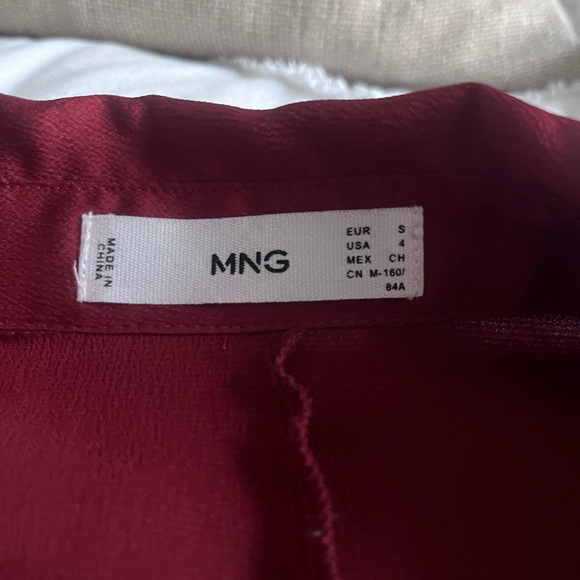 MADE IN
CHINA
MNG
EUR S
USA 4
MEX CH
CN M-160/
84A